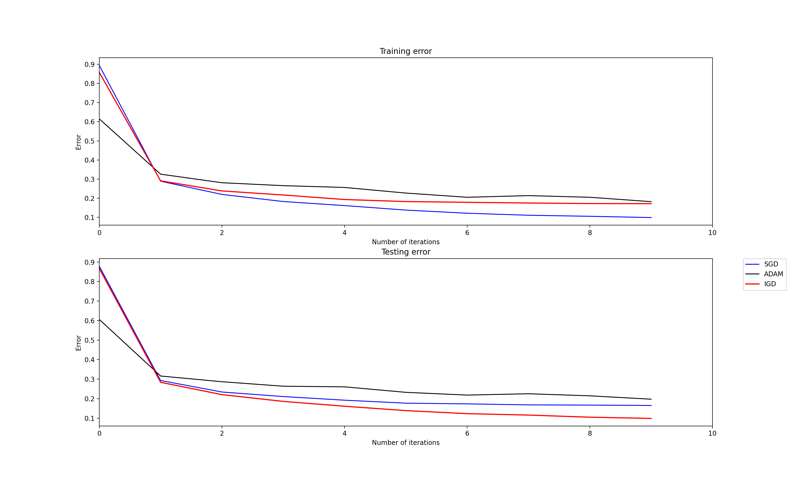 Training error
0.9
0.8
0.7
0.6
0.5
0.4
0.3
0.2
0.1
Error
0 2 4 6 8 10
Number of iterations
Testing error
0.9
0.8
0.7
0.6
0.5
0.4
0.3
0.2
0.1
Error
0 2 4 6 8 10
Number of iterations
SGD
ADAM
IGD